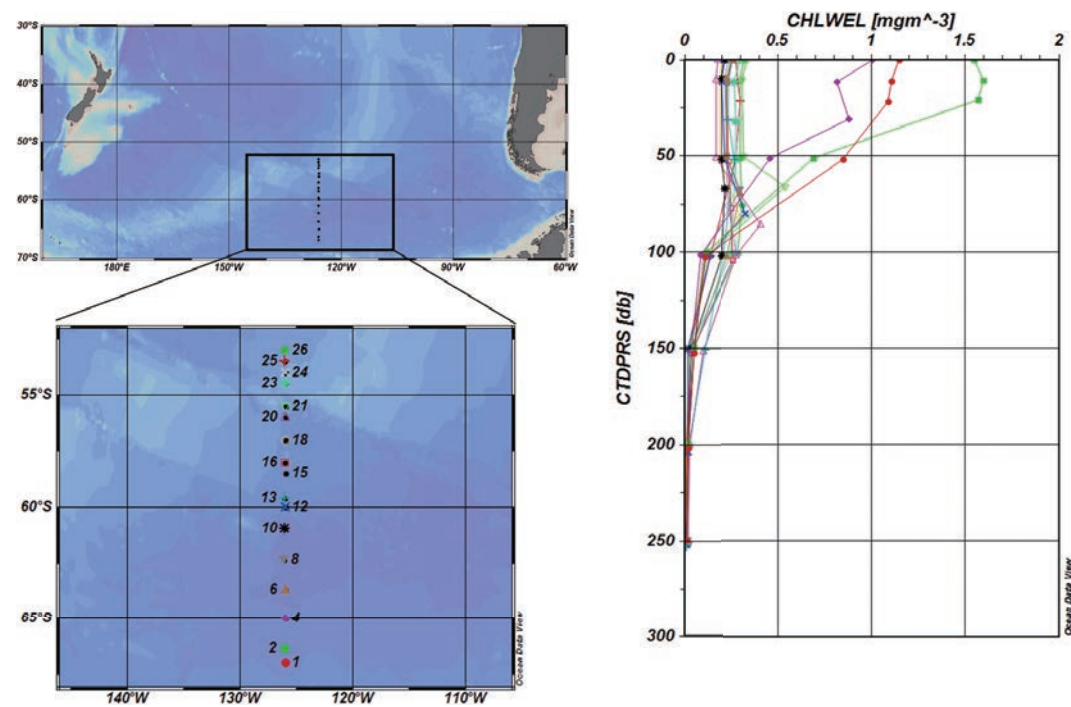 30°S
40°S
50°S
60°S
70°S
180°E
150°W
120°W
90°W
60°W
Ocean Data View
55°S
60°S
65°S
140°W
130°W
120°W
110°W
26
25
24
23
21
20
18
16
15
13
12
10
8
6
4
2
1
Ocean Data View
CHLWEL [mgm^-3]
0 0.5 1 1.5 2
CTDPRS [db]
0
50
100
150
200
250
300
Ocean Data View